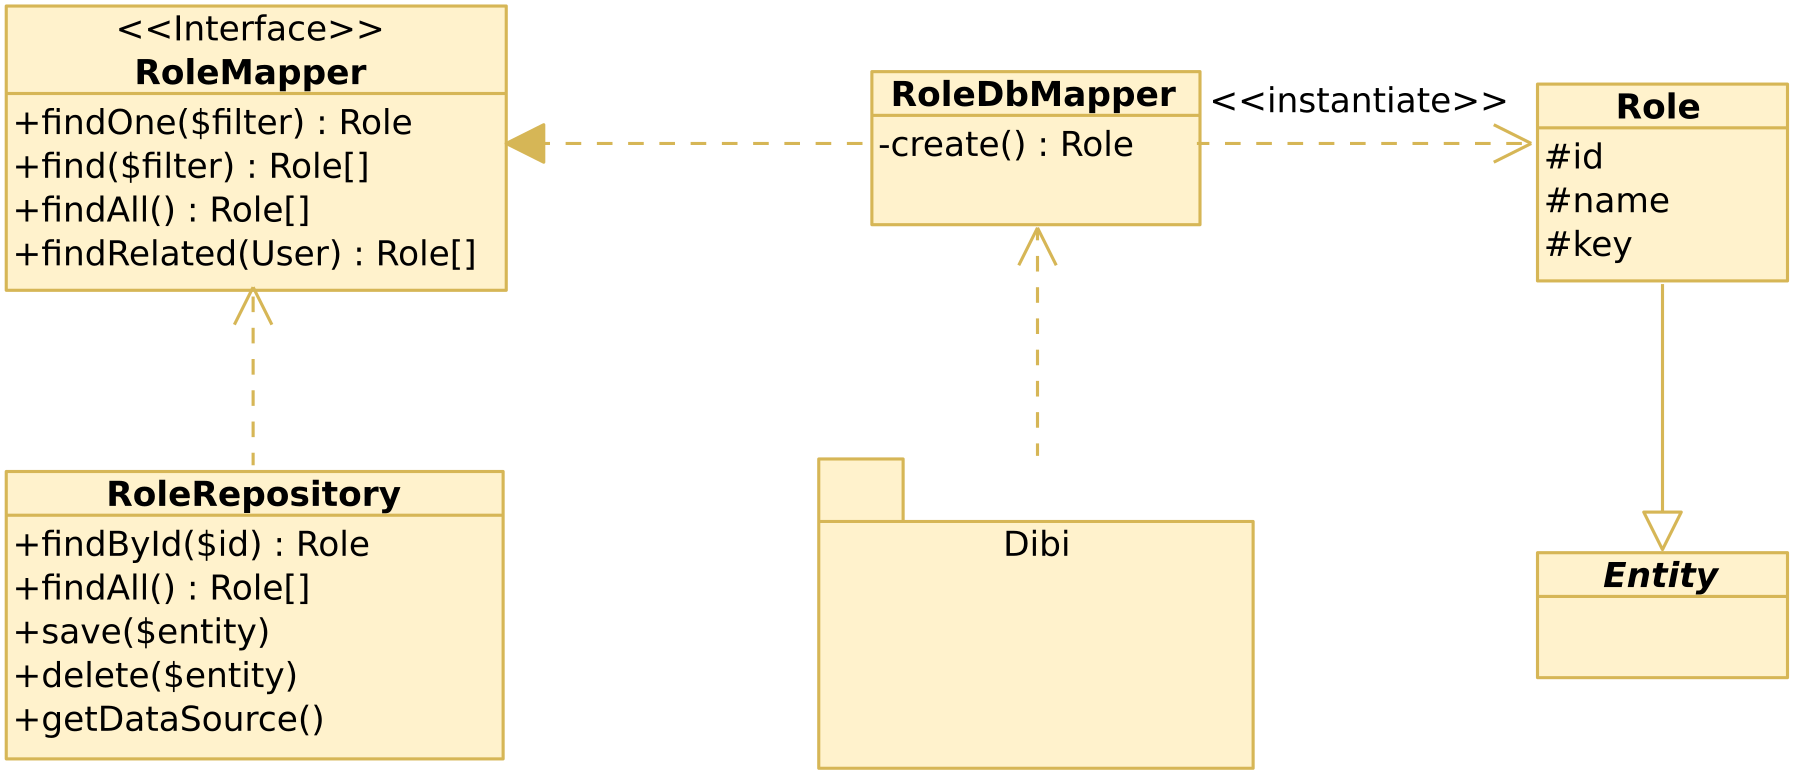 <<Interface>>
RoleMapper
+findOne($filter) : Role
+find($filter) : Role[]
+findAll() : Role[]
+findRelated(User) : Role[]
RoleDbMapper
-create() : Role
<<instantiate>>
Role
#id
#name
#key
RoleRepository
+findById($id) : Role
+findAll() : Role[]
+save($entity)
+delete($entity)
+getDataSource()
Dibi
Entity